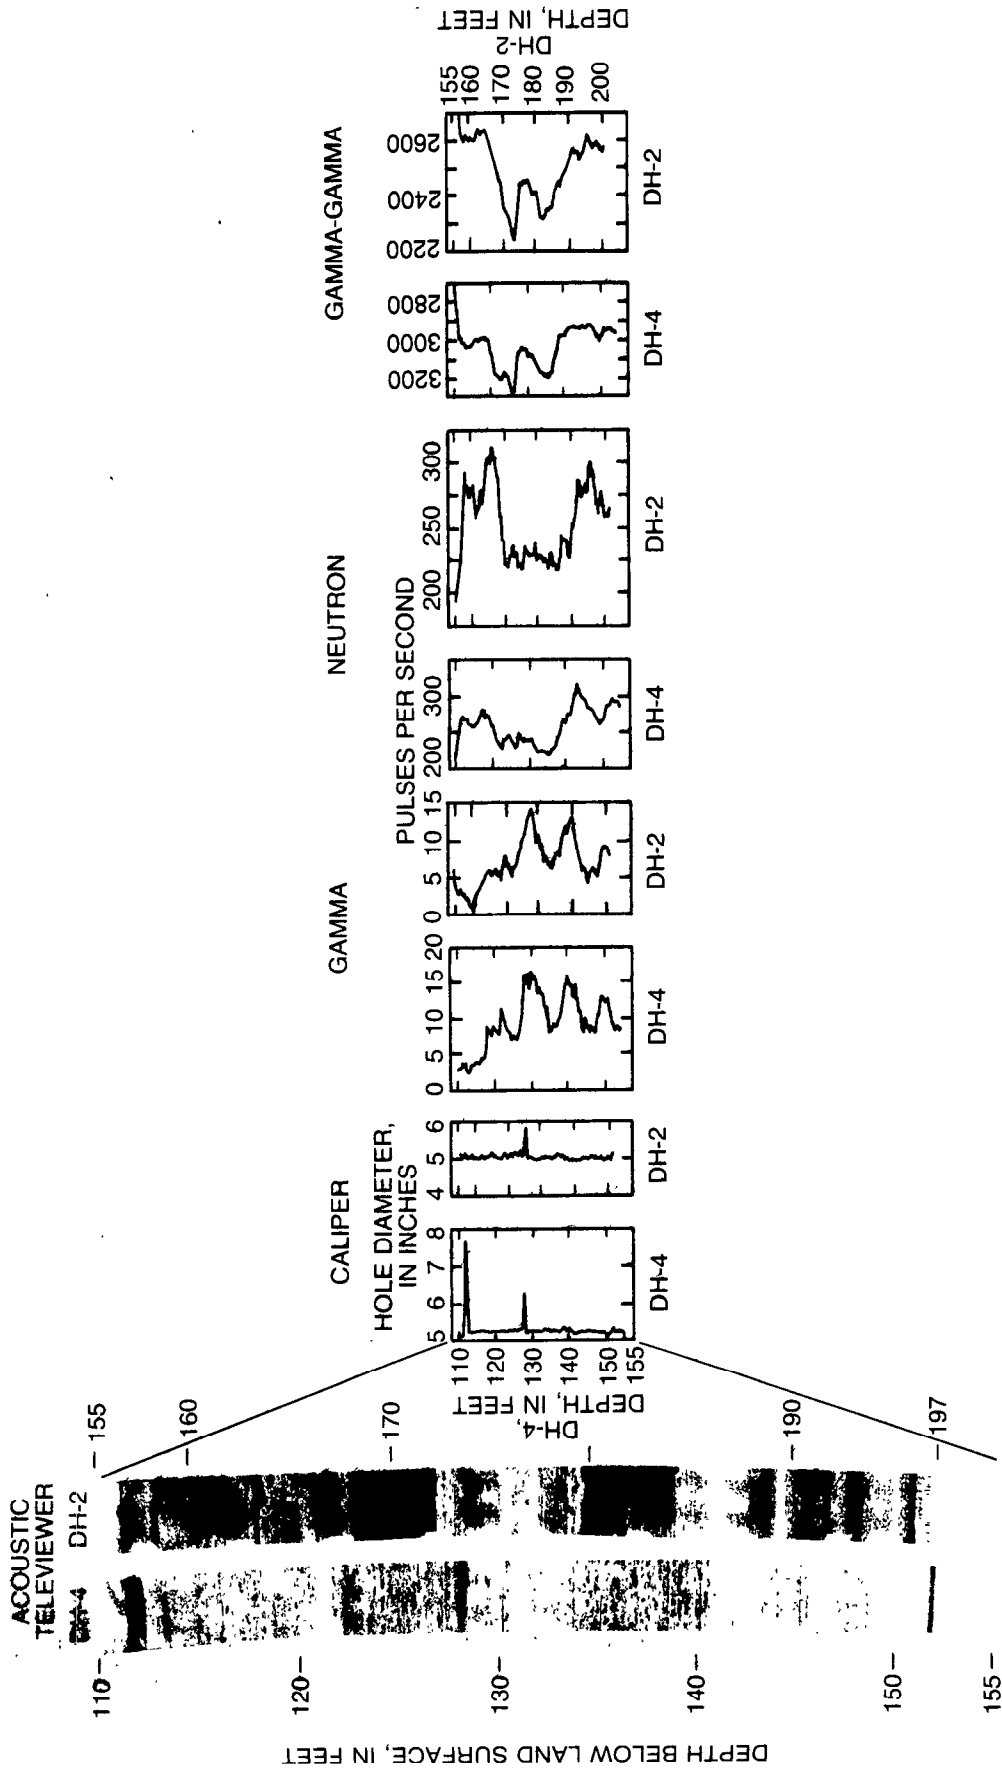 ACOUSTIC
TELEVIEWER
DH-4 DH-2
DEPTH BELOW LAND SURFACE, IN FEET
110
120
130
140
150
155
155
160
170
190
197
CALIPER
HOLE DIAMETER,
IN INCHES
DH-4,
DEPTH, IN FEET
110
120
130
140
150
155
5 6 7 8
DH-4
4 5 6
DH-2
GAMMA
NEUTRON
GAMMA-GAMMA
PULSES PER SECOND
0 5 10 15 20
DH-4
0 5 10 15
DH-2
200 300
DH-4
200 250 300
DH-2
3200 3000 2800
DH-4
2200 2400 2600
DH-2
155
160
170
180
190
200
DH-2
DEPTH, IN FEET